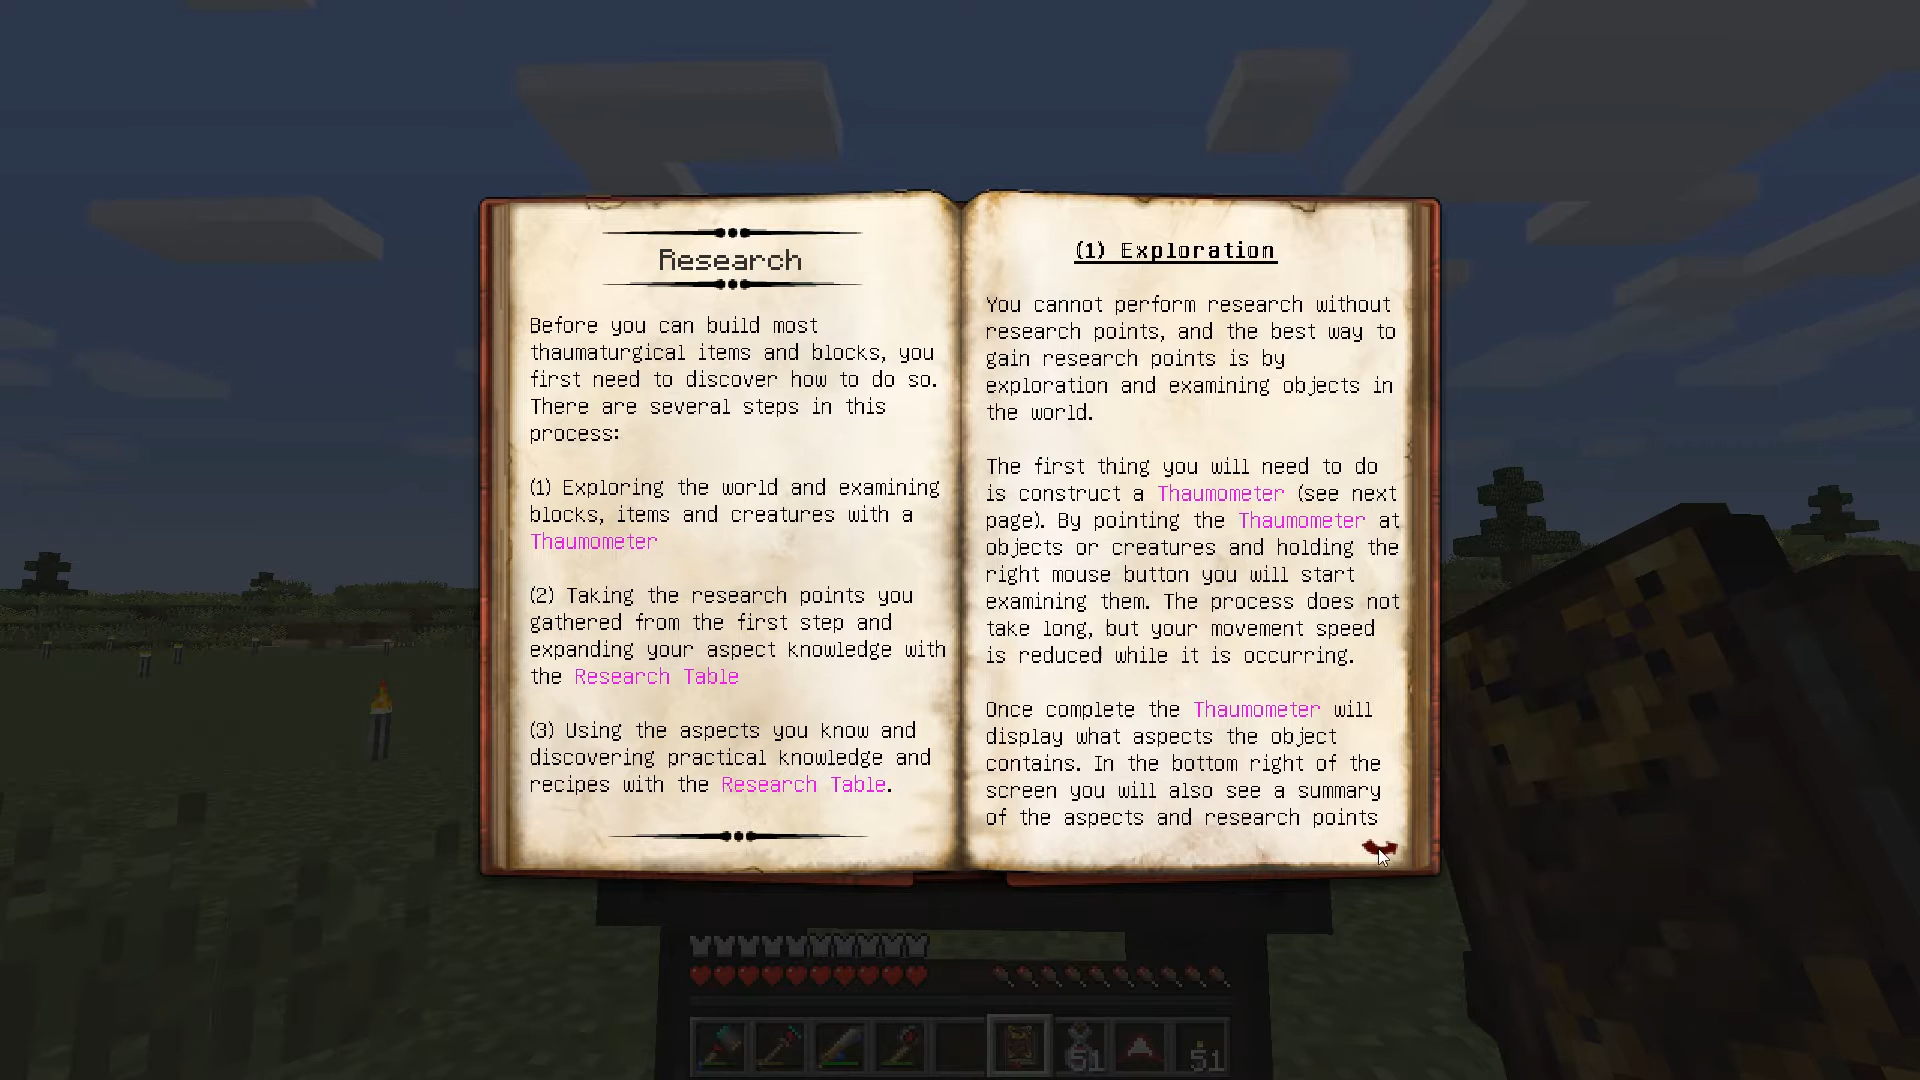 Research
Before you can build most
thaumaturgical items and blocks, you
first need to discover how to do so.
There are several steps in this
process:
(1) Exploring the world and examining
blocks, items and creatures with a
Thaumometer
(2) Taking the research points you
gathered from the first step and
expanding your aspect knowledge with
the Research Table
(3) Using the aspects you know and
discovering practical knowledge and
recipes with the Research Table.
(1) Exploration
You cannot perform research without
research points, and the best way to
gain research points is by
exploration and examining objects in
the world.
The first thing you will need to do
is construct a Thaumometer (see next
page). By pointing the Thaumometer at
objects or creatures and holding the
right mouse button you will start
examining them. The process does not
take long, but your movement speed
is reduced while it is occurring.
Once complete the Thaumometer will
display what aspects the object
contains. In the bottom right of the
screen you will also see a summary
of the aspects and research points
51
51